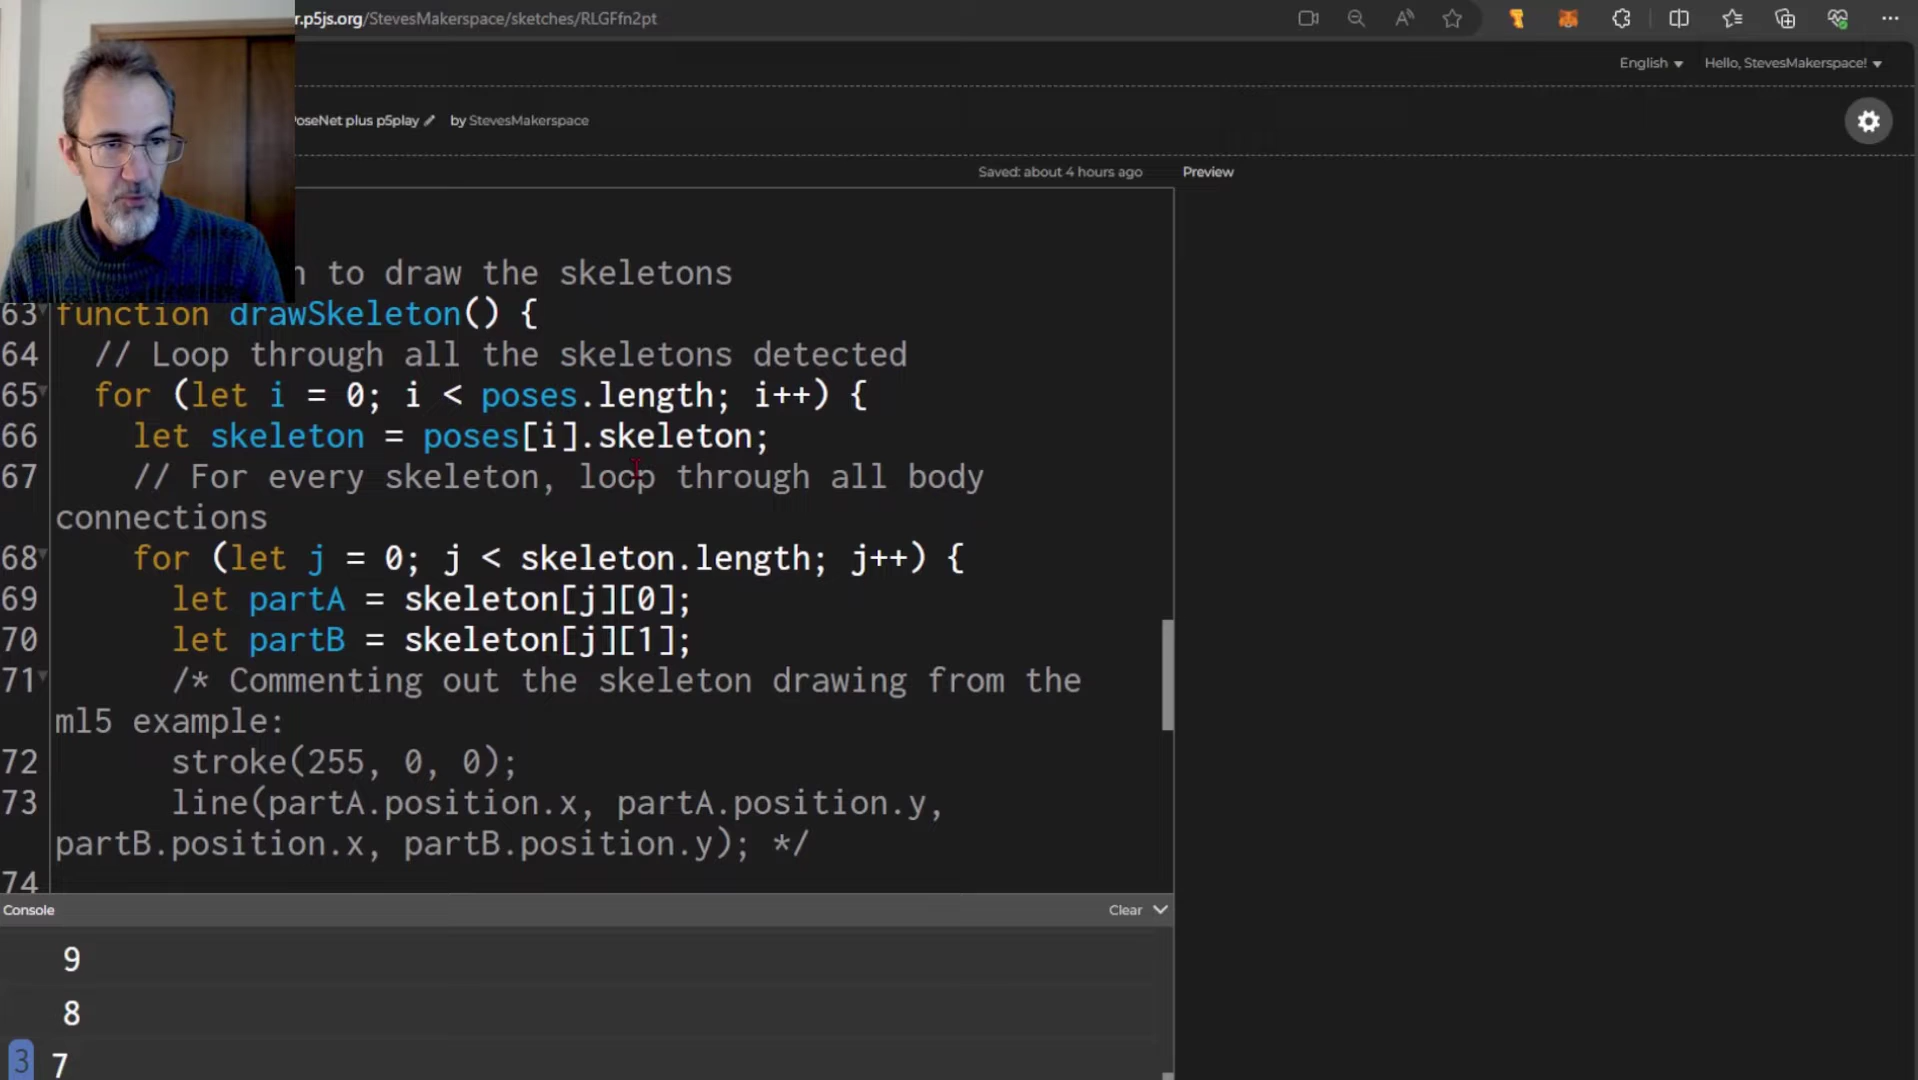 r.p5js.org/StevesMakerspace/sketches/RLGFfn2pt
English
Hello, StevesMakerspace!
PoseNet plus p5play by StevesMakerspace
Saved: about 4 hours ago
Preview
n to draw the skeletons
63 function drawSkeleton() {
64 // Loop through all the skeletons detected
65 for (let i = 0; i < poses.length; i++) {
66 let skeleton = poses[i].skeleton;
67 // For every skeleton, loop through all body
connections
68 for (let j = 0; j < skeleton.length; j++) {
69 let partA = skeleton[j][0];
70 let partB = skeleton[j][1];
71 /* Commenting out the skeleton drawing from the
ml5 example:
72 stroke(255, 0, 0);
73 line(partA.position.x, partA.position.y,
partB.position.x, partB.position.y); */
74
Console
Clear
9
8
3 7